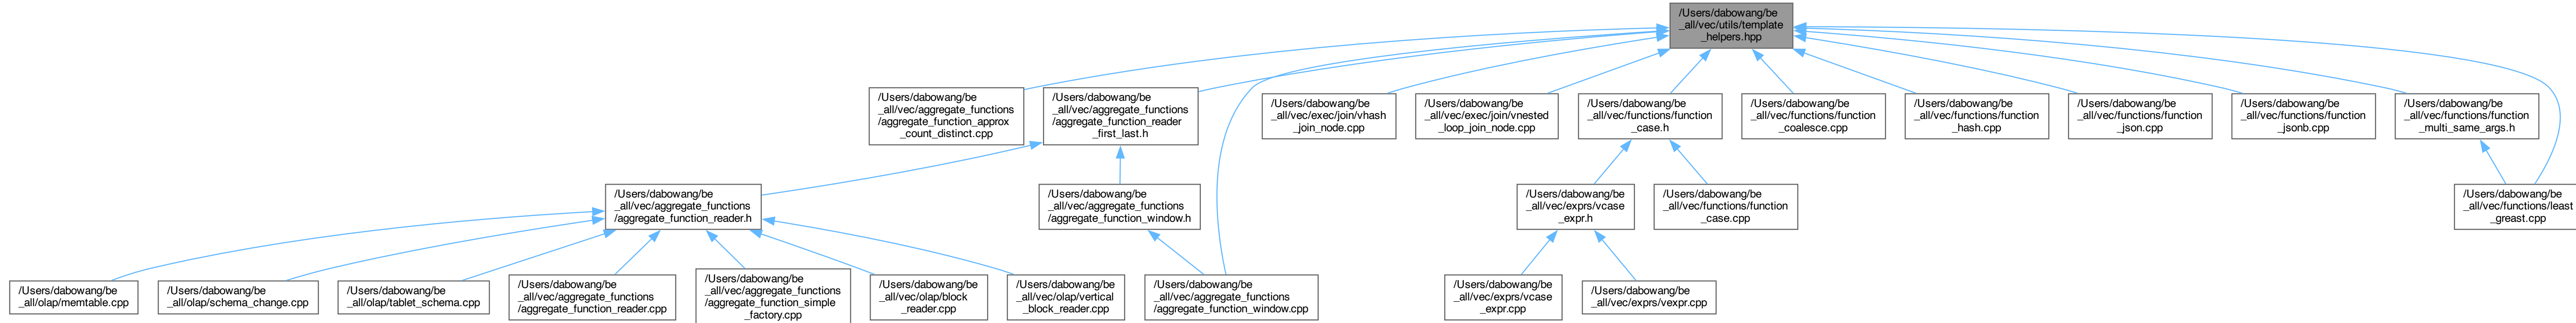 /Users/dabowang/be
_all/vec/utils/template
_helpers.hpp
/Users/dabowang/be
_all/vec/aggregate_functions
/aggregate_function_approx
_count_distinct.cpp
/Users/dabowang/be
_all/vec/aggregate_functions
/aggregate_function_reader
_first_last.h
/Users/dabowang/be
_all/vec/exec/join/vhash
_join_node.cpp
/Users/dabowang/be
_all/vec/exec/join/vnested
_loop_join_node.cpp
/Users/dabowang/be
_all/vec/functions/function
_case.h
/Users/dabowang/be
_all/vec/functions/function
_coalesce.cpp
/Users/dabowang/be
_all/vec/functions/function
_hash.cpp
/Users/dabowang/be
_all/vec/functions/function
_json.cpp
/Users/dabowang/be
_all/vec/functions/function
_jsonb.cpp
/Users/dabowang/be
_all/vec/functions/function
_multi_same_args.h
/Users/dabowang/be
_all/vec/aggregate_functions
/aggregate_function_reader.h
/Users/dabowang/be
_all/vec/aggregate_functions
/aggregate_function_window.h
/Users/dabowang/be
_all/vec/exprs/vcase
_expr.h
/Users/dabowang/be
_all/vec/functions/function
_case.cpp
/Users/dabowang/be
_all/vec/functions/least
_greast.cpp
/Users/dabowang/be
_all/olap/memtable.cpp
/Users/dabowang/be
_all/olap/schema_change.cpp
/Users/dabowang/be
_all/olap/tablet_schema.cpp
/Users/dabowang/be
_all/vec/aggregate_functions
/aggregate_function_reader.cpp
/Users/dabowang/be
_all/vec/aggregate_functions
/aggregate_function_simple
_factory.cpp
/Users/dabowang/be
_all/vec/olap/block
_reader.cpp
/Users/dabowang/be
_all/vec/olap/vertical
_block_reader.cpp
/Users/dabowang/be
_all/vec/aggregate_functions
/aggregate_function_window.cpp
/Users/dabowang/be
_all/vec/exprs/vcase
_expr.cpp
/Users/dabowang/be
_all/vec/exprs/vexpr.cpp